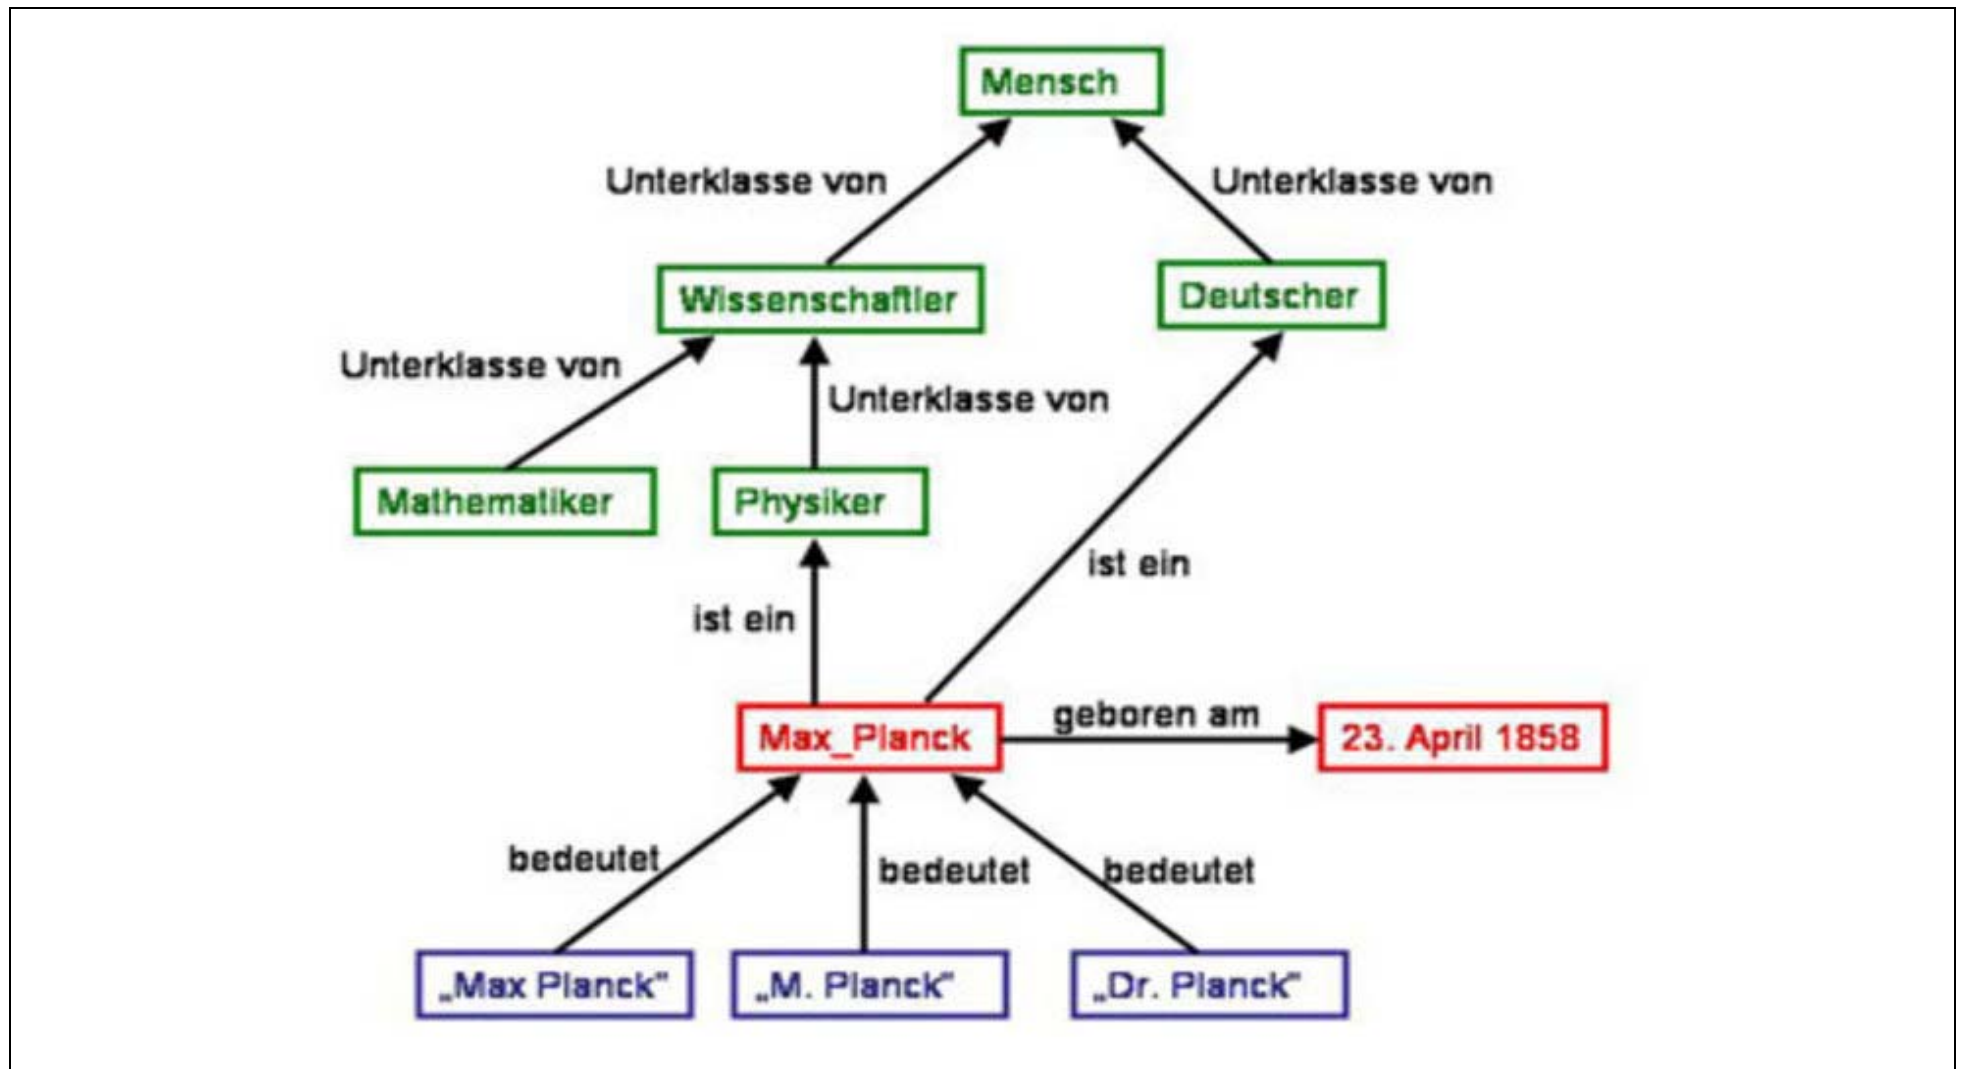 Mensch
Unterklasse von
Unterklasse von
Wissenschaftler
Deutscher
Unterklasse von
Unterklasse von
Mathematiker
Physiker
ist ein
ist ein
Max_Planck
geboren am
23. April 1858
bedeutet
bedeutet
bedeutet
„Max Planck“
„M. Planck“
„Dr. Planck“